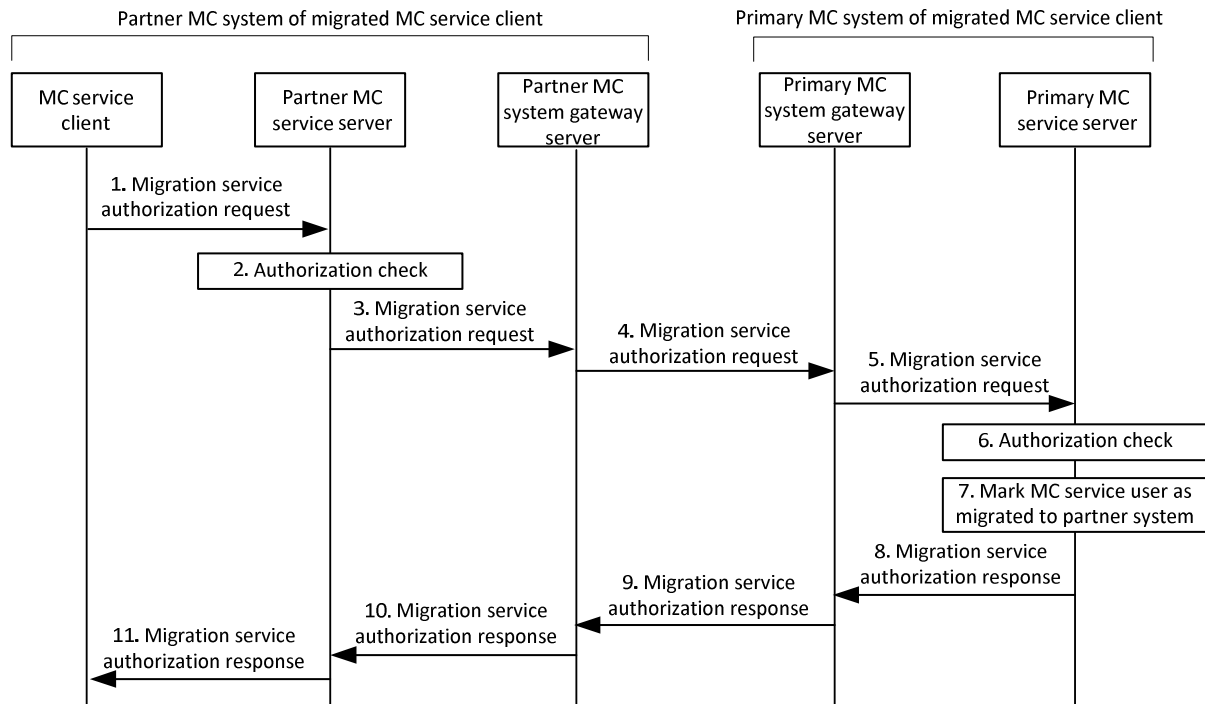 Partner MC system of migrated MC service client
Primary MC system of migrated MC service client
MC service
client
Partner MC
service server
Partner MC
system gateway
server
Primary MC
system gateway
server
Primary MC
service server
1. Migration service
authorization request
2. Authorization check
3. Migration service
authorization request
4. Migration service
authorization request
5. Migration service
authorization request
6. Authorization check
7. Mark MC service user as
migrated to partner system
8. Migration service
authorization response
9. Migration service
authorization response
10. Migration service
authorization response
11. Migration service
authorization response